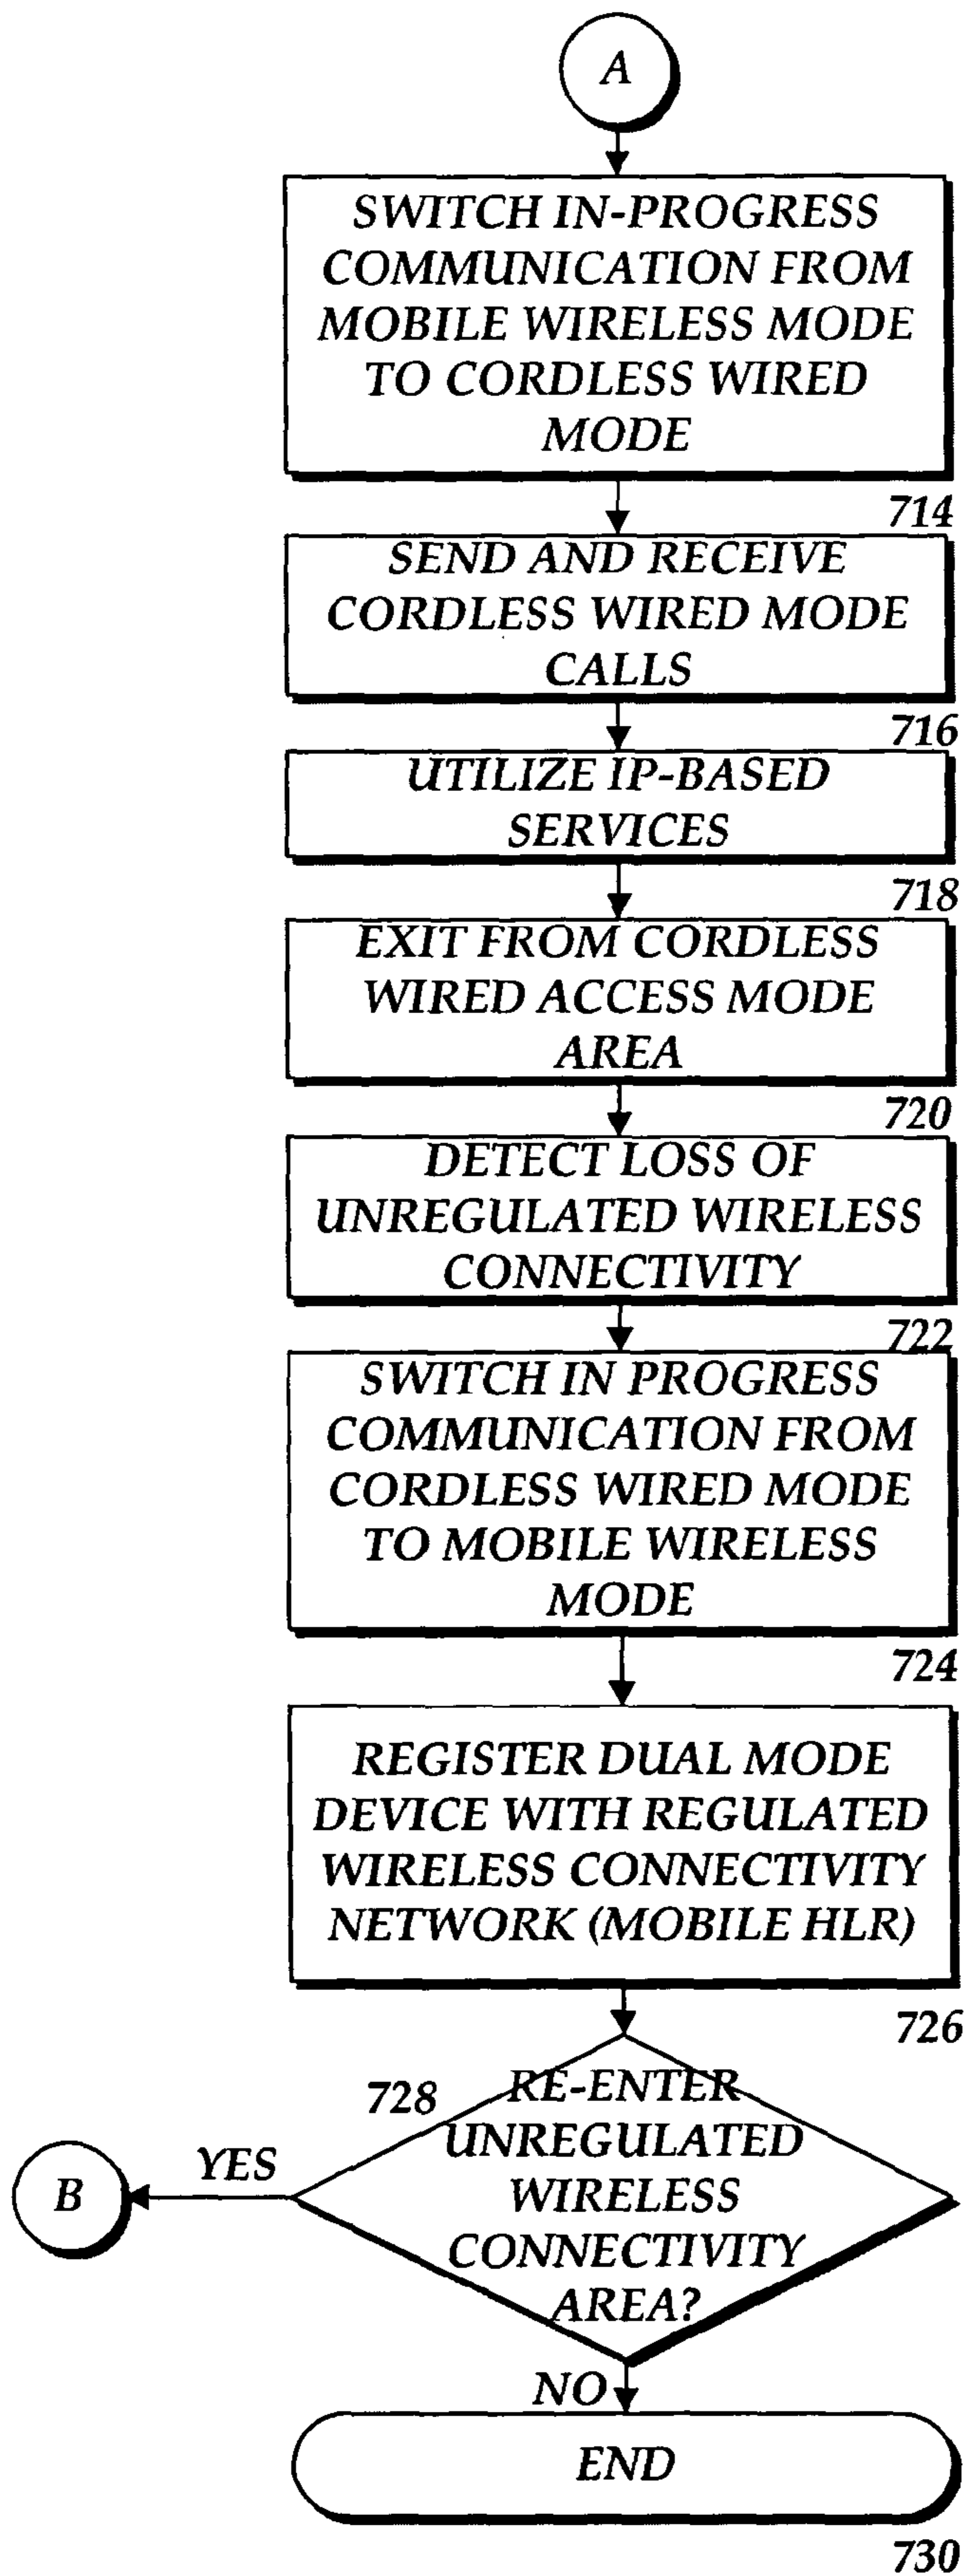 A
SWITCH IN-PROGRESS
COMMUNICATION FROM
MOBILE WIRELESS MODE
TO CORDLESS WIRED
MODE
714
SEND AND RECEIVE
CORDLESS WIRED MODE
CALLS
716
UTILIZE IP-BASED
SERVICES
718
EXIT FROM CORDLESS
WIRED ACCESS MODE
AREA
720
DETECT LOSS OF
UNREGULATED WIRELESS
CONNECTIVITY
722
SWITCH IN PROGRESS
COMMUNICATION FROM
CORDLESS WIRED MODE
TO MOBILE WIRELESS
MODE
724
REGISTER DUAL MODE
DEVICE WITH REGULATED
WIRELESS CONNECTIVITY
NETWORK (MOBILE HLR)
726
728
RE-ENTER
UNREGULATED
WIRELESS
CONNECTIVITY
AREA?
YES
B
NO
END
730